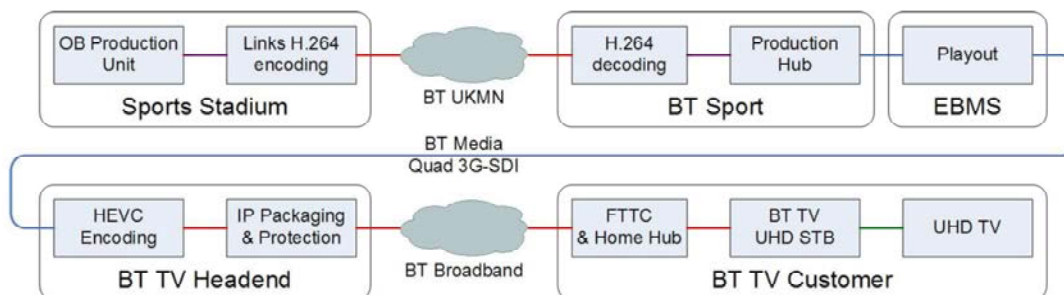 OB Production
Unit
Links H.264
encoding
Sports Stadium
BT UKMN
H.264
decoding
Production
Hub
BT Sport
Playout
EBMS
BT Media
Quad 3G-SDI
HEVC
Encoding
IP Packaging
& Protection
BT TV Headend
BT Broadband
FTTC
& Home Hub
BT TV
UHD STB
UHD TV
BT TV Customer